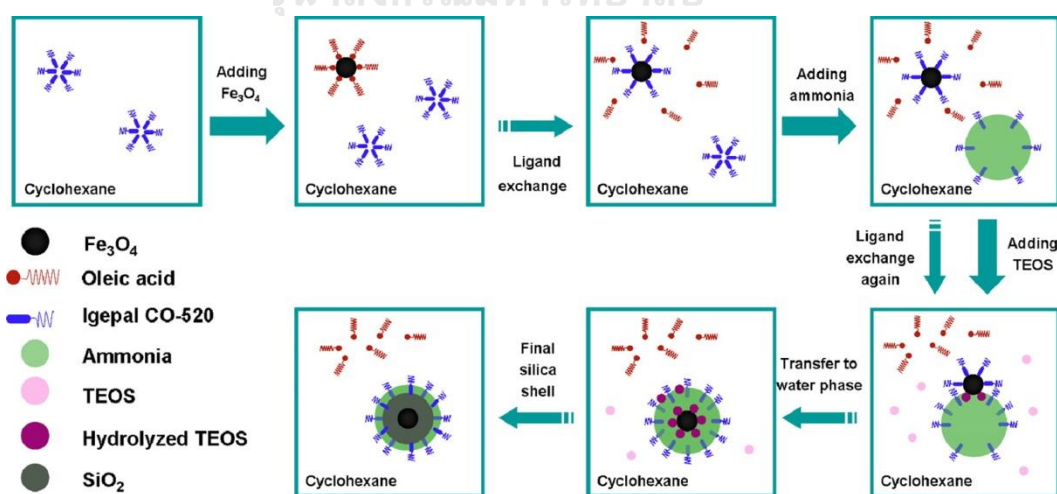 Adding
Fe₃O₄
Ligand
exchange
Adding
ammonia
Cyclohexane
Cyclohexane
Cyclohexane
Cyclohexane
Ligand
exchange
again
Adding
TEOS
Fe₃O₄
Oleic acid
Igepal CO-520
Ammonia
TEOS
Hydrolyzed TEOS
SiO₂
Final
silica
shell
Transfer to
water phase
Cyclohexane
Cyclohexane
Cyclohexane